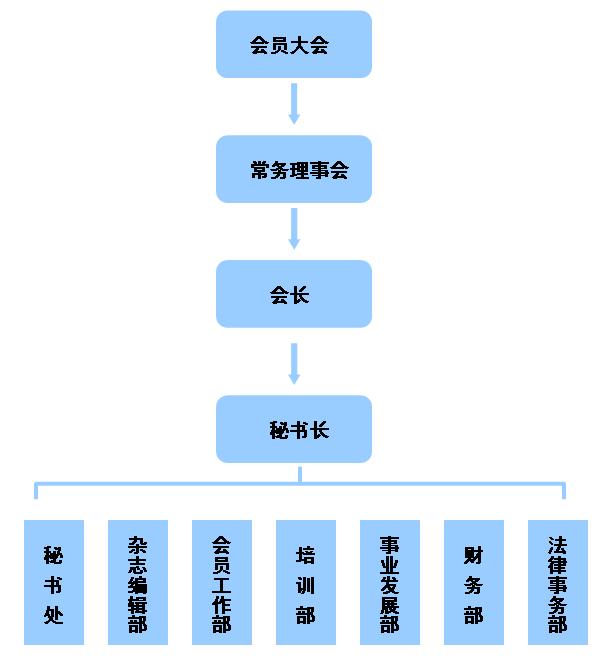 会员大会
常务理事会
会长
秘书长
秘书处
杂志编辑部
会员工作部
培训部
事业发展部
财务部
法律事务部